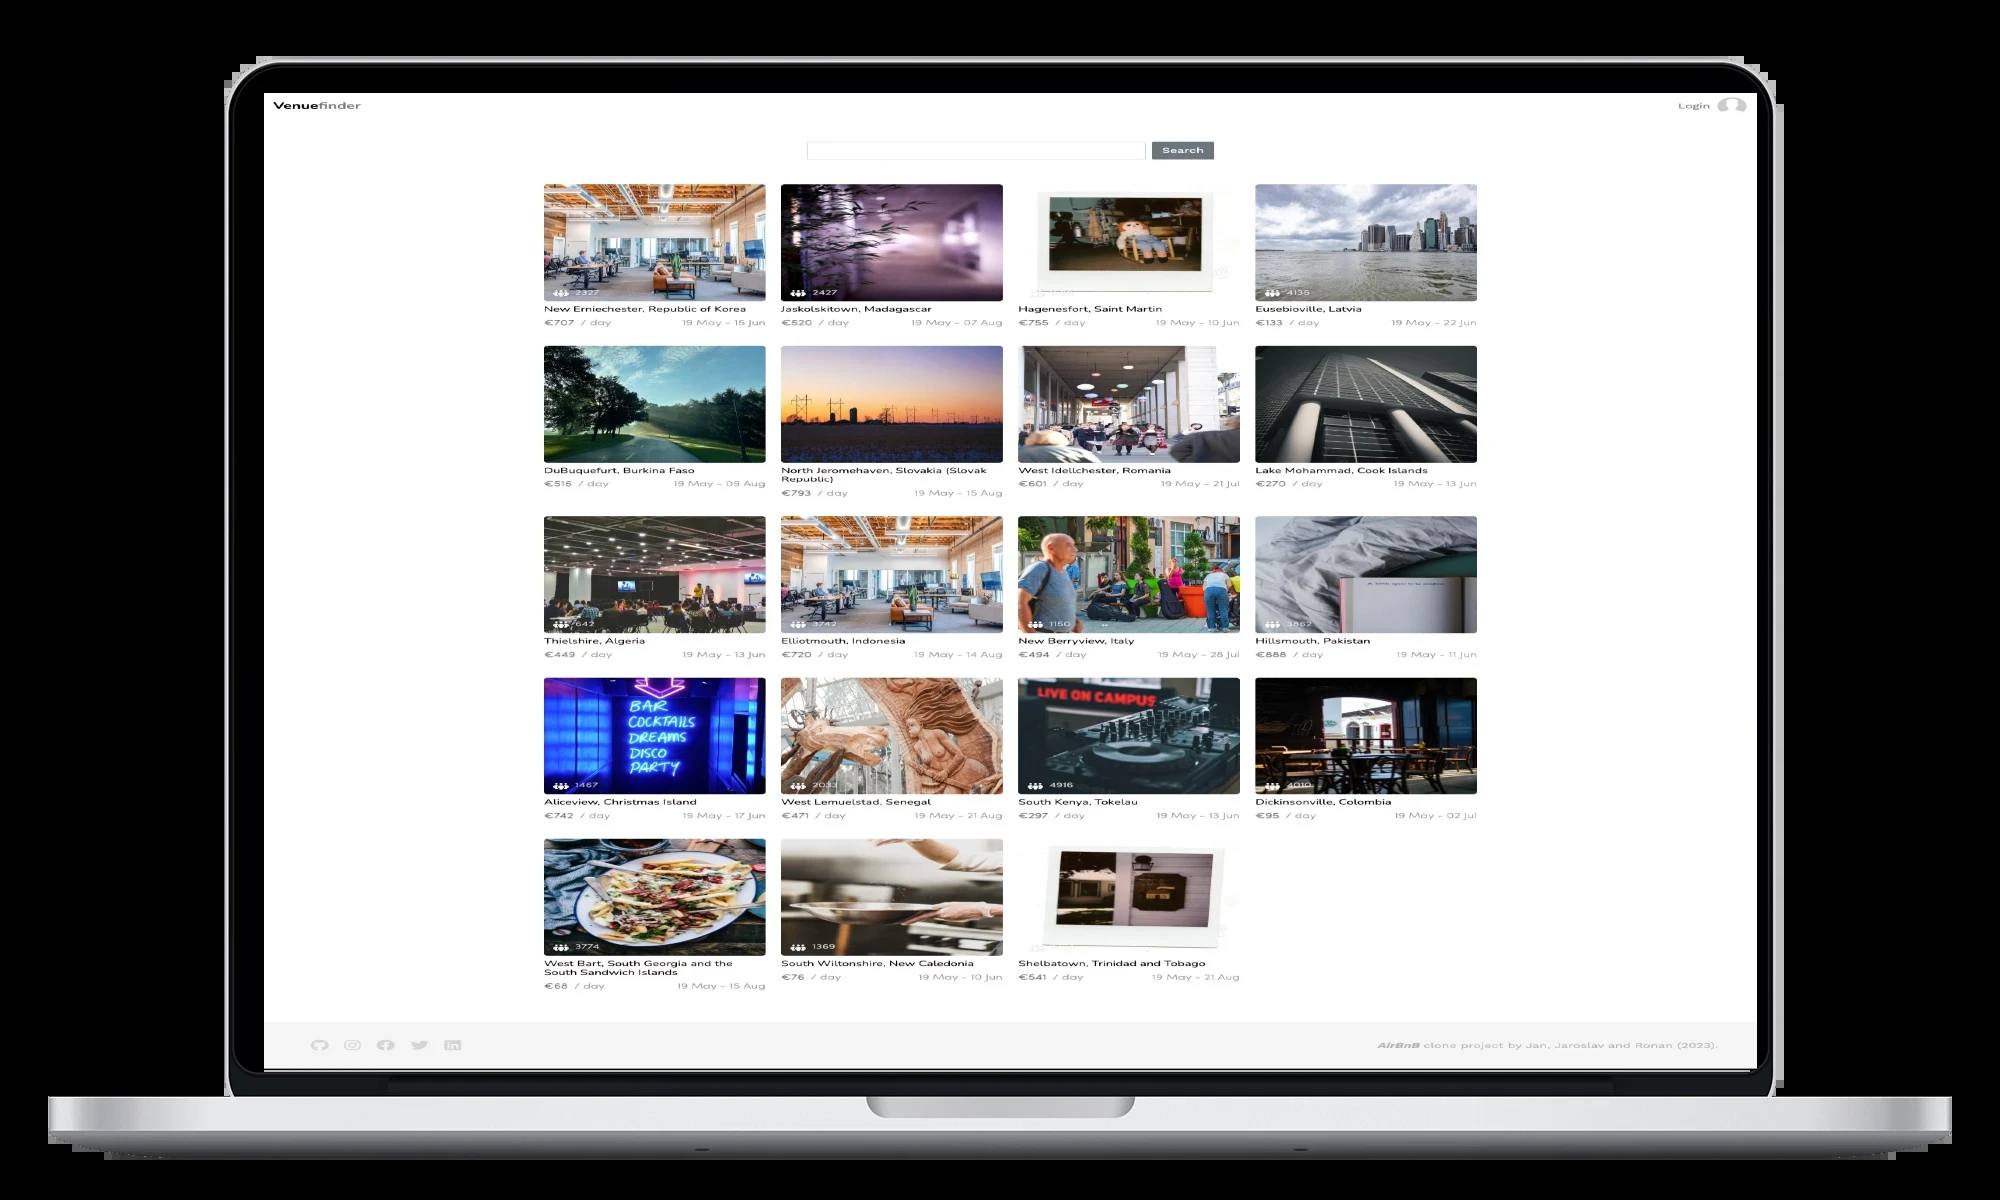 Venuefinder
Login
Search
2327
2427
4135
New Erniechester, Republic of Korea
€707 / day 19 May - 15 Jun
Jaskolskitown, Madagascar
€520 / day 19 May - 07 Aug
Hagenesfort, Saint Martin
€755 / day 19 May - 10 Jun
Eusebioville, Latvia
€133 / day 19 May - 22 Jun
DuBuquefurt, Burkina Faso
€516 / day 19 May - 09 Aug
North Jeromehaven, Slovakia (Slovak
Republic)
€793 / day 19 May - 15 Aug
West Idellchester, Romania
€601 / day 19 May - 21 Jul
Lake Mohammad, Cook Islands
€270 / day 19 May - 13 Jun
642
3742
1150
3862
Thielshire, Algeria
€449 / day 19 May - 13 Jun
Elliotmouth, Indonesia
€720 / day 19 May - 14 Aug
New Berryview, Italy
€494 / day 19 May - 28 Jul
Hillsmouth, Pakistan
€888 / day 19 May - 11 Jun
BAR
COCKTAILS
DREAMS
DISCO
PARTY
1467
2033
LIVE ON CAMPUS
4916
4010
Aliceview, Christmas Island
€742 / day 19 May - 17 Jun
West Lemuelstad, Senegal
€471 / day 19 May - 21 Aug
South Kenya, Tokelau
€297 / day 19 May - 13 Jun
Dickinsonville, Colombia
€95 / day 19 May - 02 Jul
3774
1369
West Bart, South Georgia and the
South Sandwich Islands
€68 / day 19 May - 15 Aug
South Wiltonshire, New Caledonia
€76 / day 19 May - 10 Jun
Shelbatown, Trinidad and Tobago
€541 / day 19 May - 21 Aug
AirBnB clone project by Jan, Jaroslav and Ronan (2023).